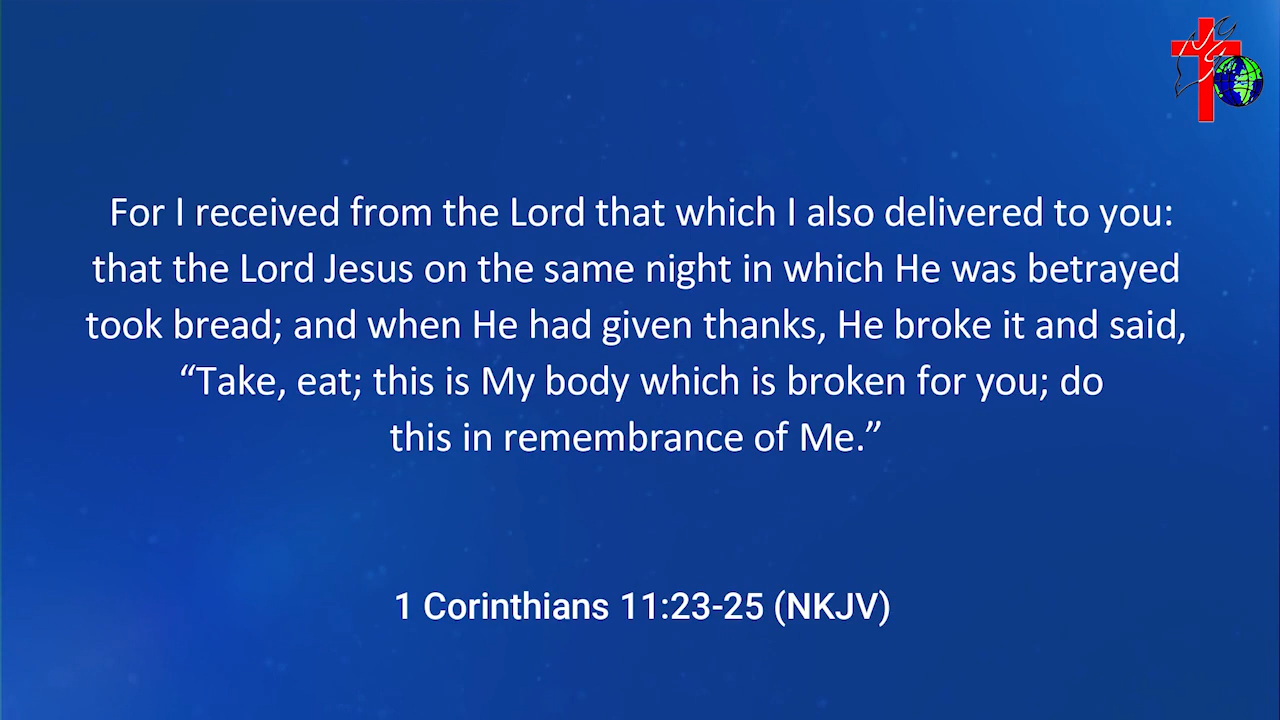 For I received from the Lord that which I also delivered to you:
that the Lord Jesus on the same night in which He was betrayed
took bread; and when He had given thanks, He broke it and said,
“Take, eat; this is My body which is broken for you; do
this in remembrance of Me.”
1 Corinthians 11:23-25 (NKJV)